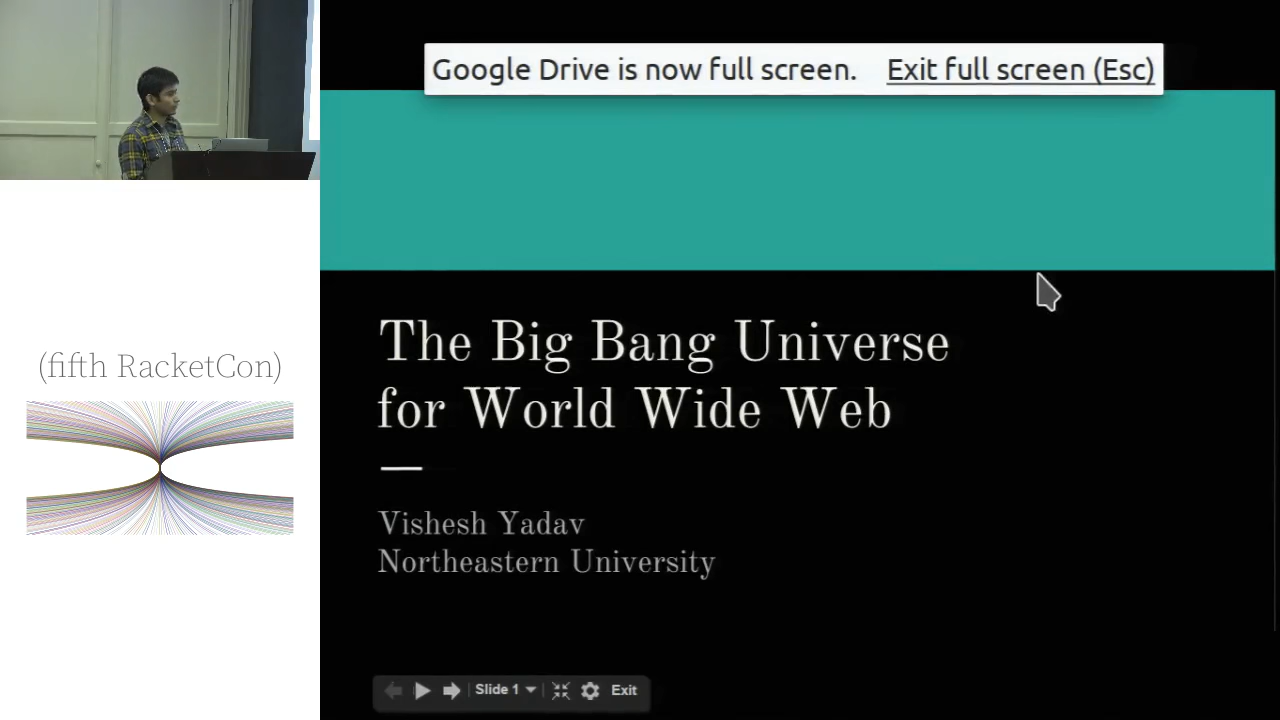 Google Drive is now full screen. Exit full screen (Esc)
(fifth RacketCon)
The Big Bang Universe
for World Wide Web
Vishesh Yadav
Northeastern University
Slide 1
Exit